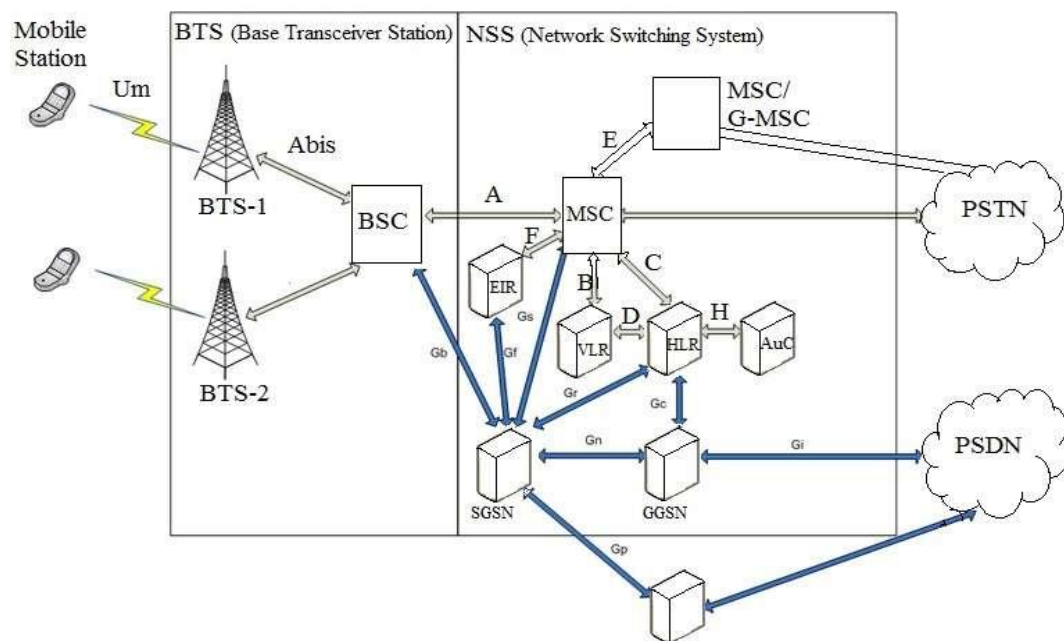 Mobile
Station
BTS (Base Transceiver Station)
NSS (Network Switching System)
Um
Abis
BTS-1
BTS-2
BSC
A
MSC
E
MSC/
G-MSC
PSTN
F
EIR
B
C
VLR
D
HLR
H
AuC
Gb
Gf
Gs
Gr
Gc
Gn
Gi
PSDN
SGSN
GGSN
Gp
GGSN